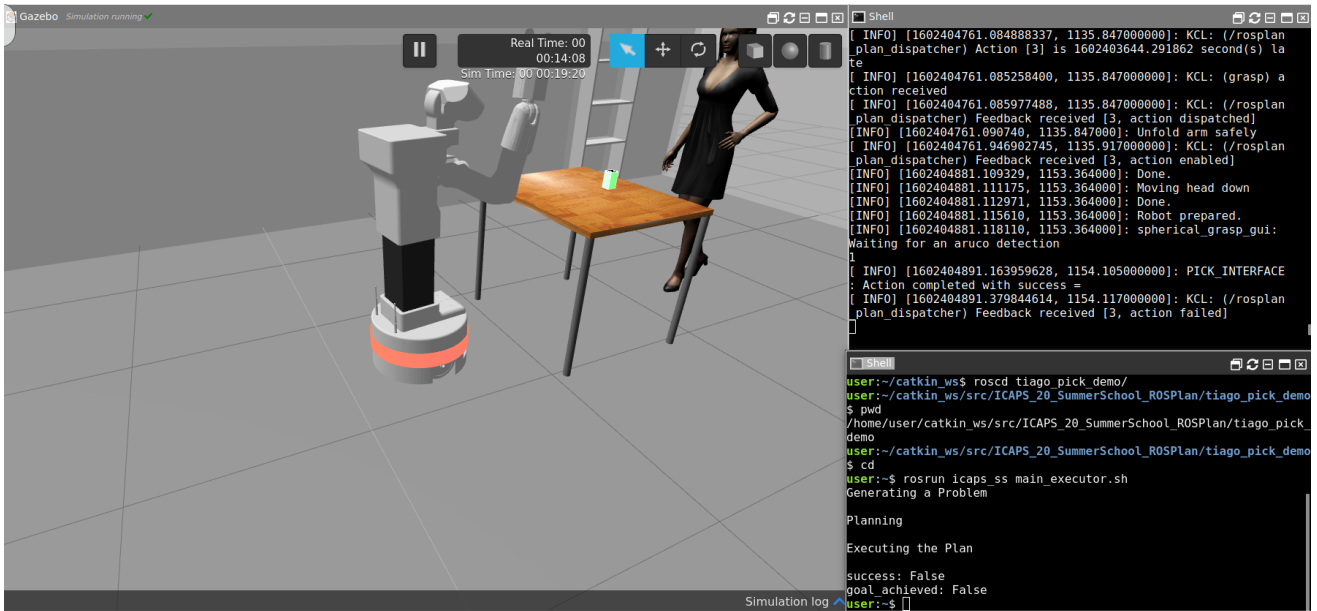 Gazebo Simulation running
Real Time: 00
00:14:08
Sim Time: 00 00:19:20
Simulation log
Shell
[ INFO] [1602404761.084888337, 1135.847000000]: KCL: (/rosplan
_plan_dispatcher) Action [3] is 1602403644.291862 second(s) la
te
[ INFO] [1602404761.085258400, 1135.847000000]: KCL: (grasp) a
ction received
[ INFO] [1602404761.085977488, 1135.847000000]: KCL: (/rosplan
_plan_dispatcher) Feedback received [3, action dispatched]
[INFO] [1602404761.090740, 1135.847000]: Unfold arm safely
[ INFO] [1602404761.946902745, 1135.917000000]: KCL: (/rosplan
_plan_dispatcher) Feedback received [3, action enabled]
[INFO] [1602404881.109329, 1153.364000]: Done.
[INFO] [1602404881.111175, 1153.364000]: Moving head down
[INFO] [1602404881.112971, 1153.364000]: Done.
[INFO] [1602404881.115610, 1153.364000]: Robot prepared.
[INFO] [1602404881.118110, 1153.364000]: spherical_grasp_gui:
Waiting for an aruco detection
1
[ INFO] [1602404891.163959628, 1154.105000000]: PICK_INTERFACE
: Action completed with success =
[ INFO] [1602404891.379844614, 1154.117000000]: KCL: (/rosplan
_plan_dispatcher) Feedback received [3, action failed]
Shell
user:~/catkin_ws$ roscd tiago_pick_demo/
user:~/catkin_ws/src/ICAPS_20_SummerSchool_ROSPlan/tiago_pick_demo
$ pwd
/home/user/catkin_ws/src/ICAPS_20_SummerSchool_ROSPlan/tiago_pick_
demo
user:~/catkin_ws/src/ICAPS_20_SummerSchool_ROSPlan/tiago_pick_demo
$ cd
user:~$ rosrun icaps_ss main_executor.sh
Generating a Problem
Planning
Executing the Plan
success: False
goal_achieved: False
user:~$